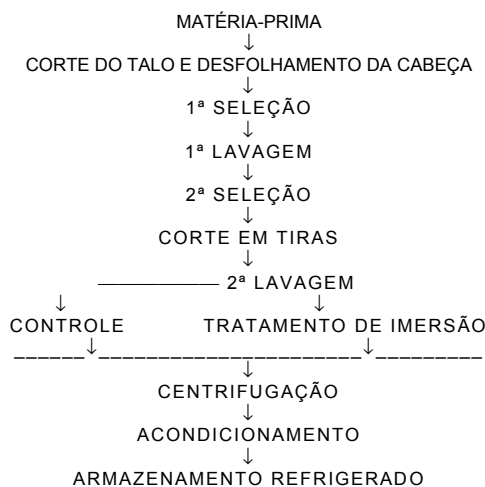 MATÉRIA-PRIMA
CORTE DO TALO E DESFOLHAMENTO DA CABEÇA
1ª SELEÇÃO
1ª LAVAGEM
2ª SELEÇÃO
CORTE EM TIRAS
2ª LAVAGEM
CONTROLE TRATAMENTO DE IMERSÃO
CENTRIFUGAÇÃO
ACONDICIONAMENTO
ARMAZENAMENTO REFRIGERADO